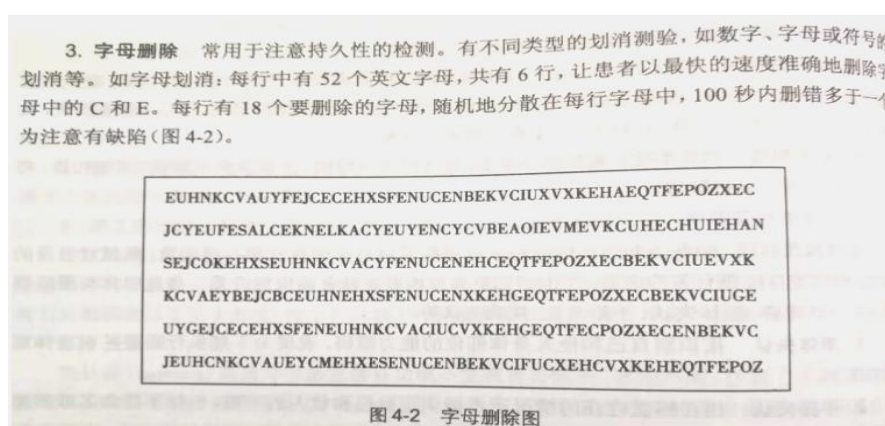 3. 字母删除 常用于注意持久性的检测。有不同类型的划消测验，如数字、字母或符号的
划消等。如字母划消：每行中有 52 个英文字母，共有 6 行，让患者以最快的速度准确地删除字
母中的 C 和 E。每行有 18 个要删除的字母，随机地分散在每行字母中，100 秒内删错多于一个
为注意有缺陷（图 4-2）。
EUHNKCVAUYFEJCECEHXSFENUCENBEKVCIUXVXKEHAEQTFEPOZXEC
JCYEUFESALCEKNELKACYEUYENCYCVBEAOIEVMEVKCUHECHUIEHAN
SEJCOKCVAEYBEUHNKCVACYEJXSFENUCENEHCEQTFEPOZXECBEKVCIUEVXK
KCVAEYBEJCBCEUHNEHXSFENUCENXKEHGEQTFEPOZXECBEKVCIUGE
UYGEJCECEHXSFENEUHNKCVACIUCVXKEHGEQTFECPOZXECENBEKVC
JEUHCNKCVAUEYCMEHXESENUCENBEKVCIFUCXEHCVXKEHEQTFEPOZ
图 4-2 字母删除图